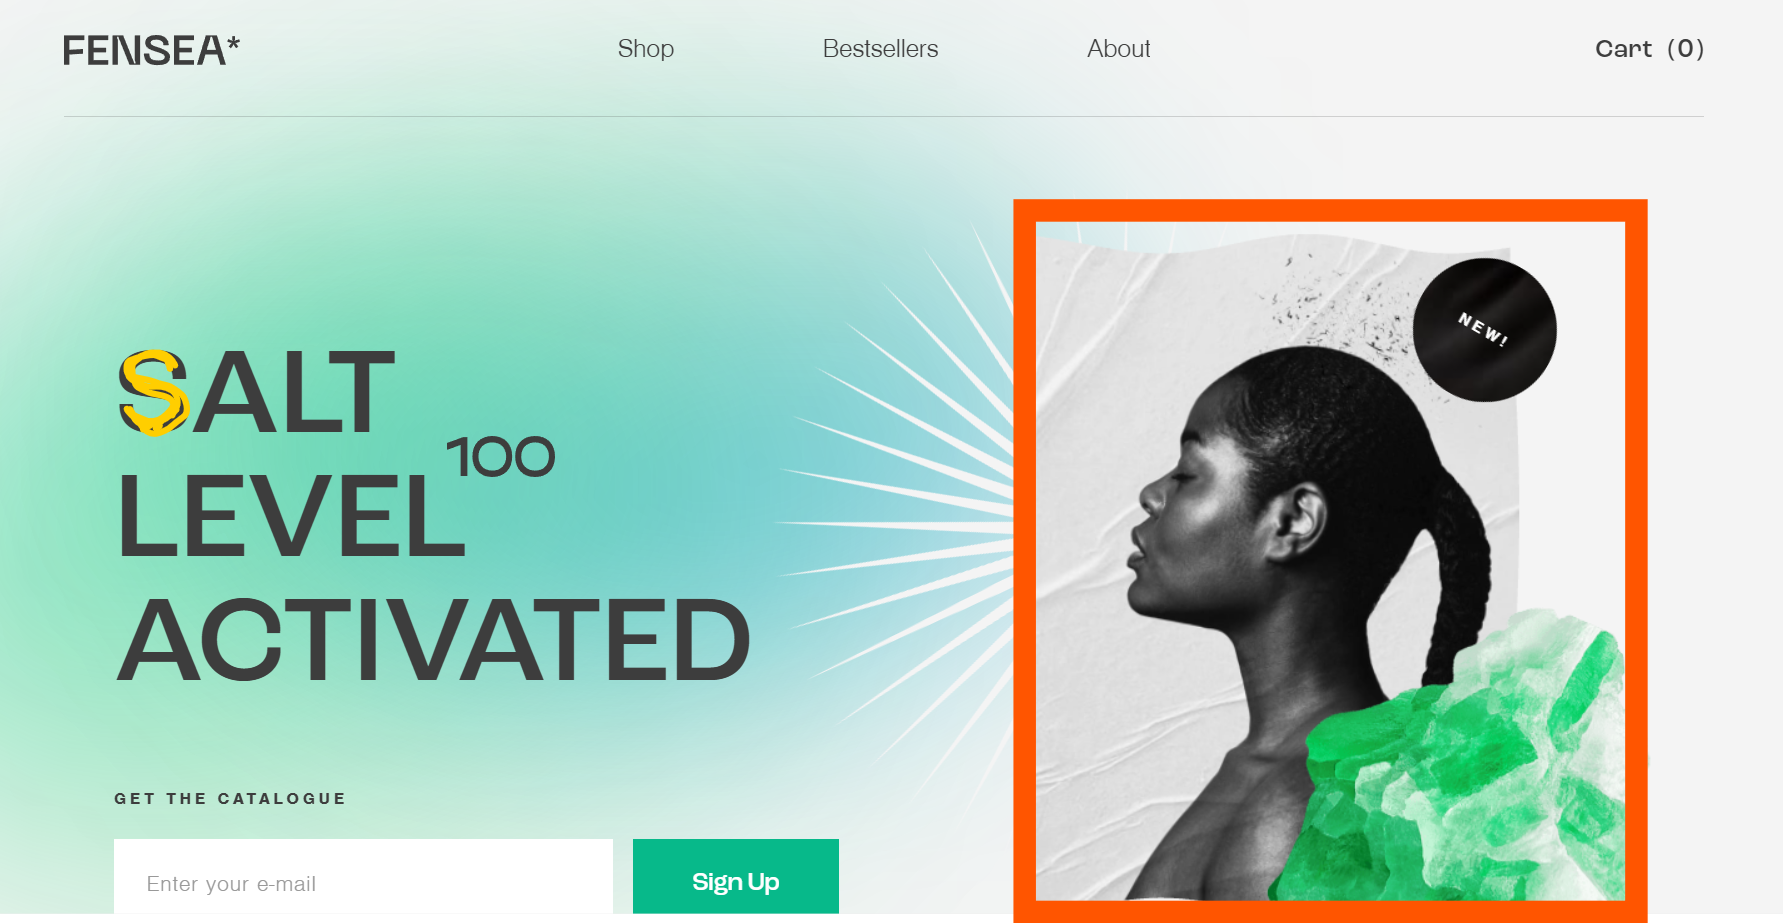 FENSEA*
Shop
Bestsellers
About
Cart (0)
NEW!
SALT
LEVEL 100
ACTIVATED
GET THE CATALOGUE
Enter your e-mail
Sign Up